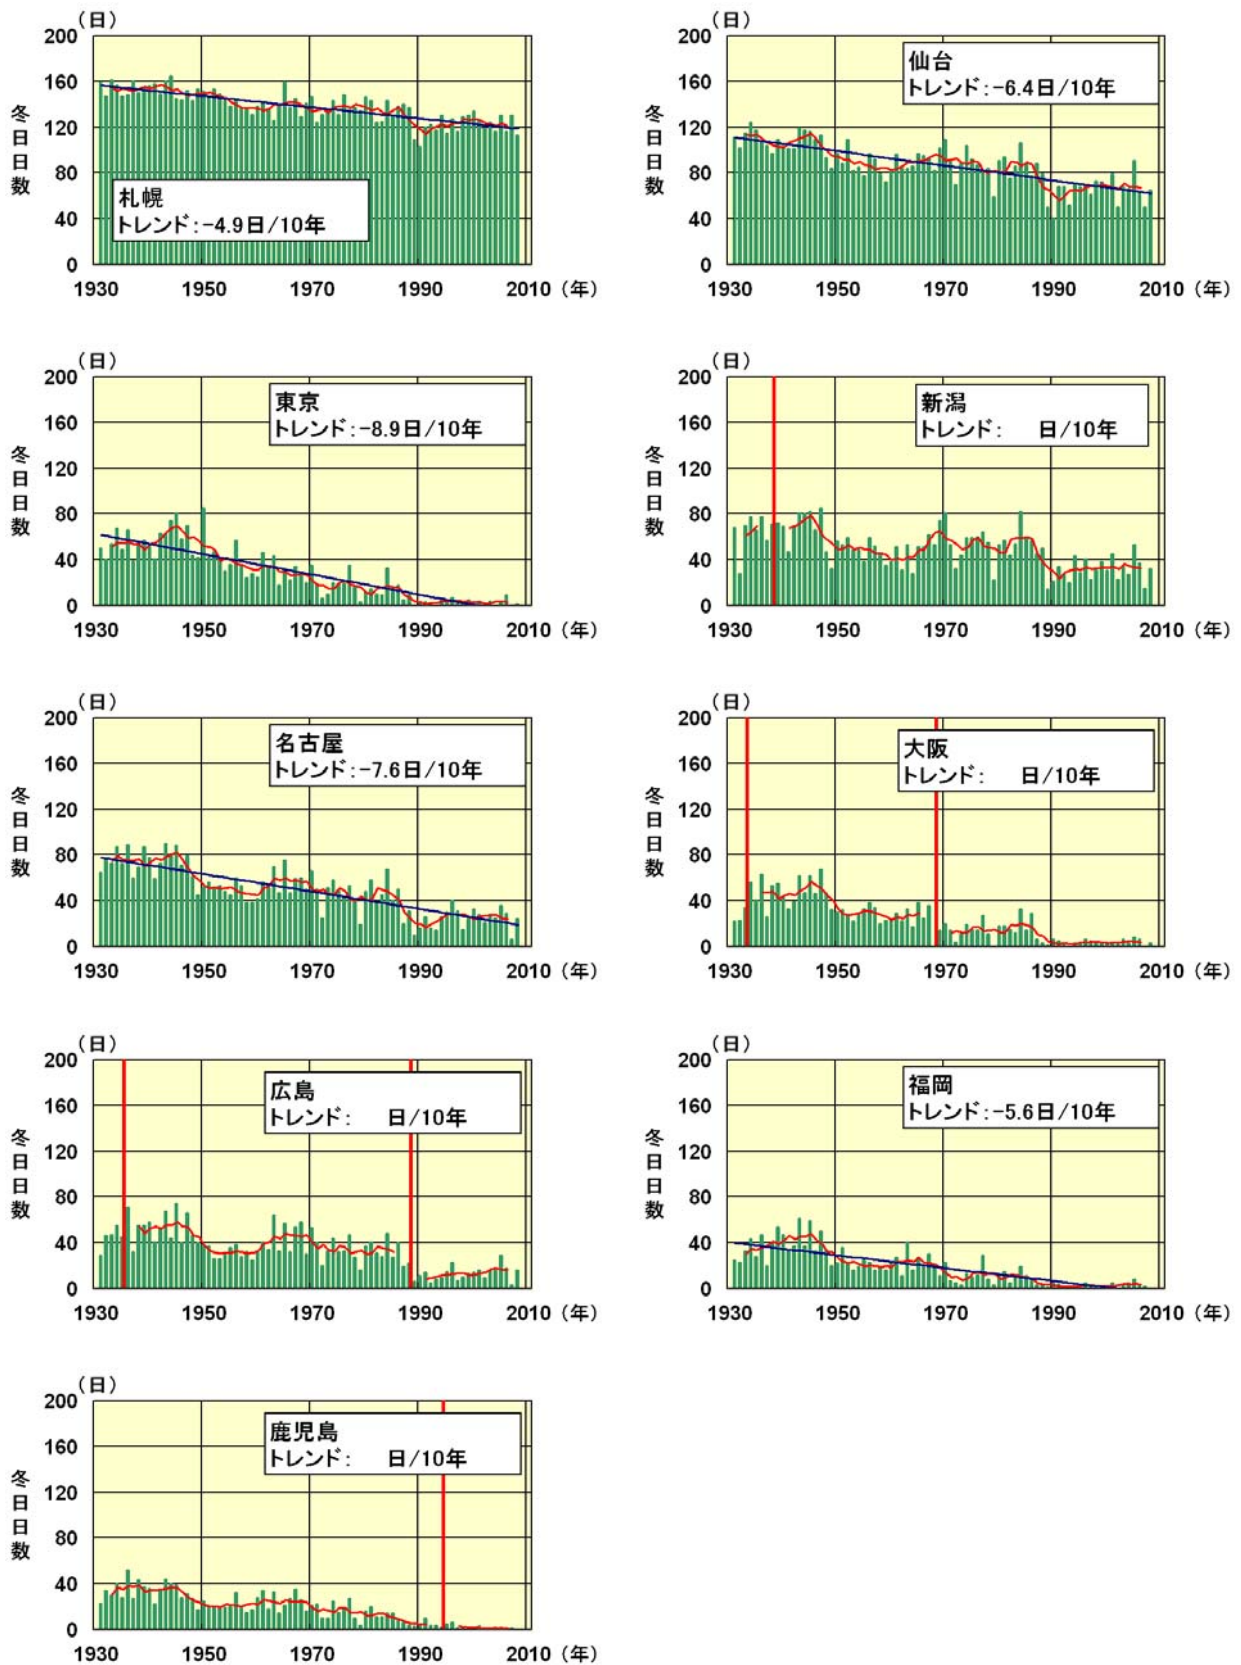 （日）
200
160
120
80
40
0
冬日日数
札幌
トレンド：-4.9日/10年
1930 1950 1970 1990 2010（年）
（日）
200
160
120
80
40
0
冬日日数
仙台
トレンド：-6.4日/10年
1930 1950 1970 1990 2010（年）
（日）
200
160
120
80
40
0
冬日日数
東京
トレンド：-8.9日/10年
1930 1950 1970 1990 2010（年）
（日）
200
160
120
80
40
0
冬日日数
新潟
トレンド：　日/10年
1930 1950 1970 1990 2010（年）
（日）
200
160
120
80
40
0
冬日日数
名古屋
トレンド：-7.6日/10年
1930 1950 1970 1990 2010（年）
（日）
200
160
120
80
40
0
冬日日数
大阪
トレンド：　日/10年
1930 1950 1970 1990 2010（年）
（日）
200
160
120
80
40
0
冬日日数
広島
トレンド：　日/10年
1930 1950 1970 1990 2010（年）
（日）
200
160
120
80
40
0
冬日日数
福岡
トレンド：-5.6日/10年
1930 1950 1970 1990 2010（年）
（日）
200
160
120
80
40
0
冬日日数
鹿児島
トレンド：　日/10年
1930 1950 1970 1990 2010（年）